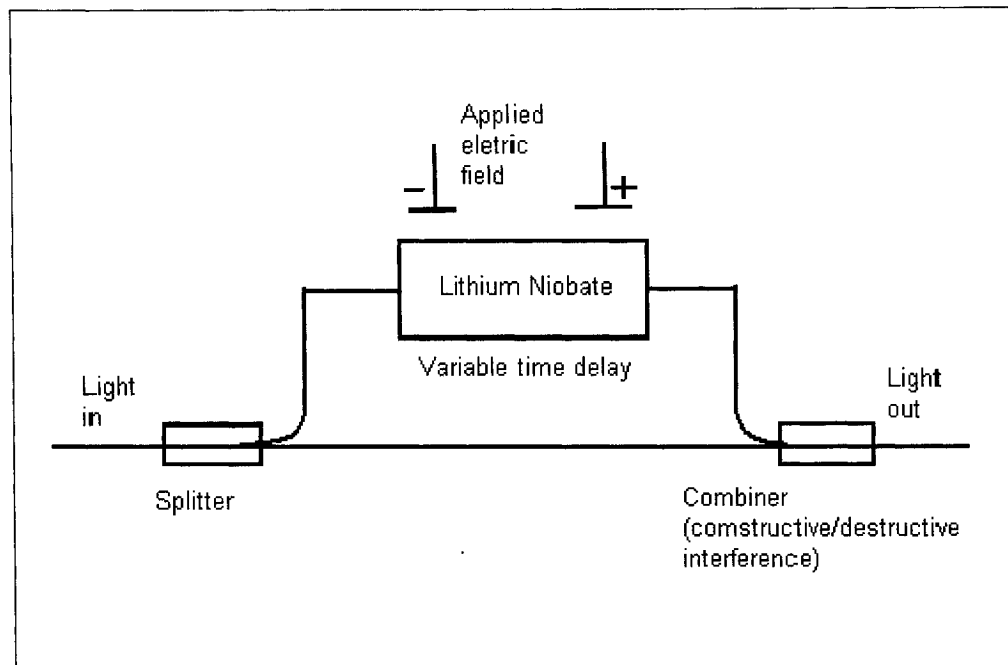 Applied
eletric
field
-
+
Lithium Niobate
Variable time delay
Light
in
Light
out
Splitter
Combiner
(comstructive/destructive
interference)